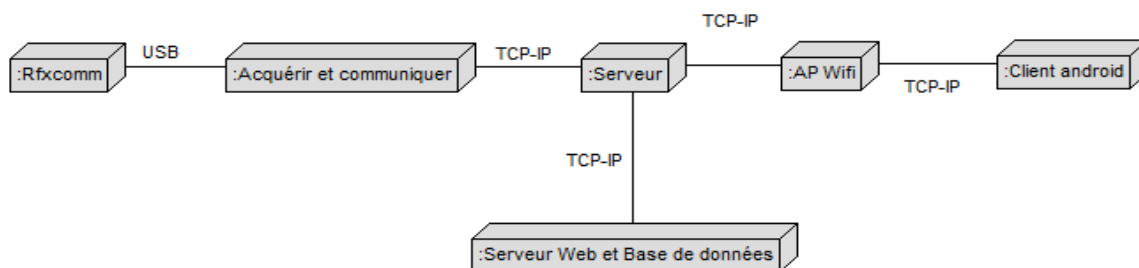 TCP-IP
USB
TCP-IP
:Rfxcomm
:Acquérir et communiquer
:Serveur
:AP Wifi
:Client android
TCP-IP
TCP-IP
:Serveur Web et Base de données